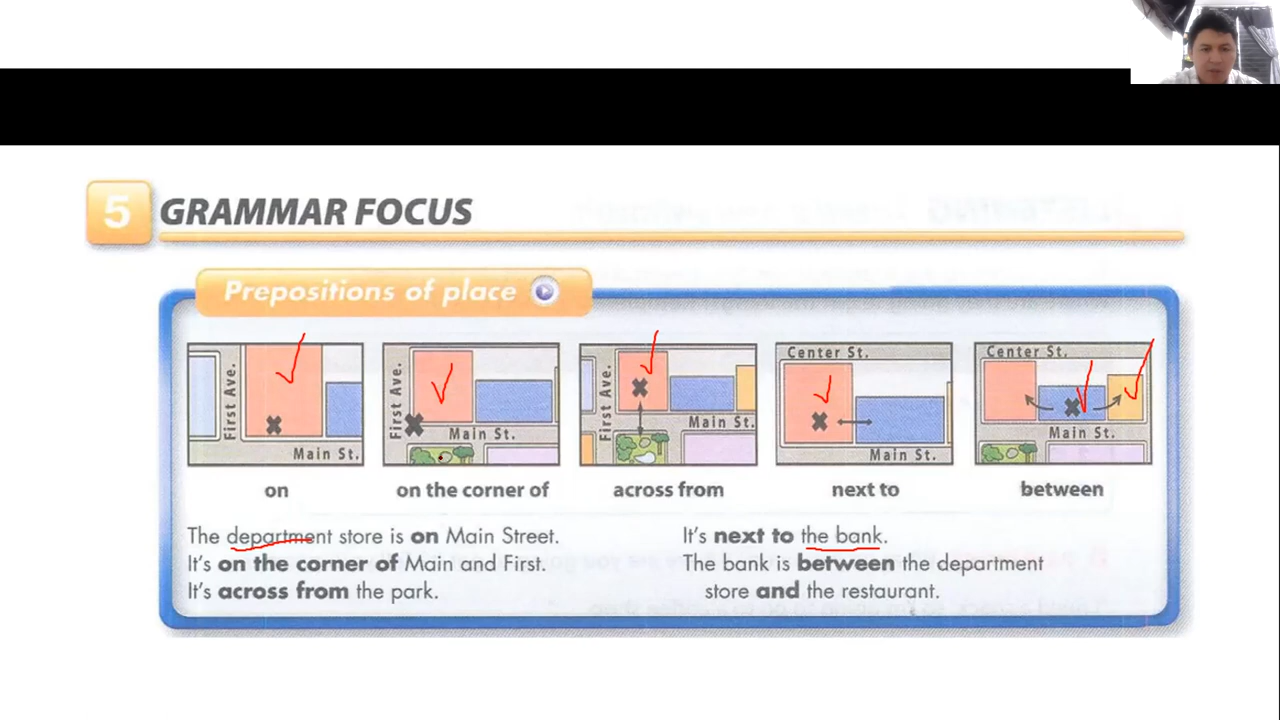 5 GRAMMAR FOCUS
Prepositions of place
First Ave.
Main St.
on
First Ave.
Main St.
on the corner of
First Ave.
Main St.
across from
Center St.
Main St.
next to
Center St.
Main St.
between
The department store is on Main Street.
It's on the corner of Main and First.
It's across from the park.
It's next to the bank.
The bank is between the department
store and the restaurant.